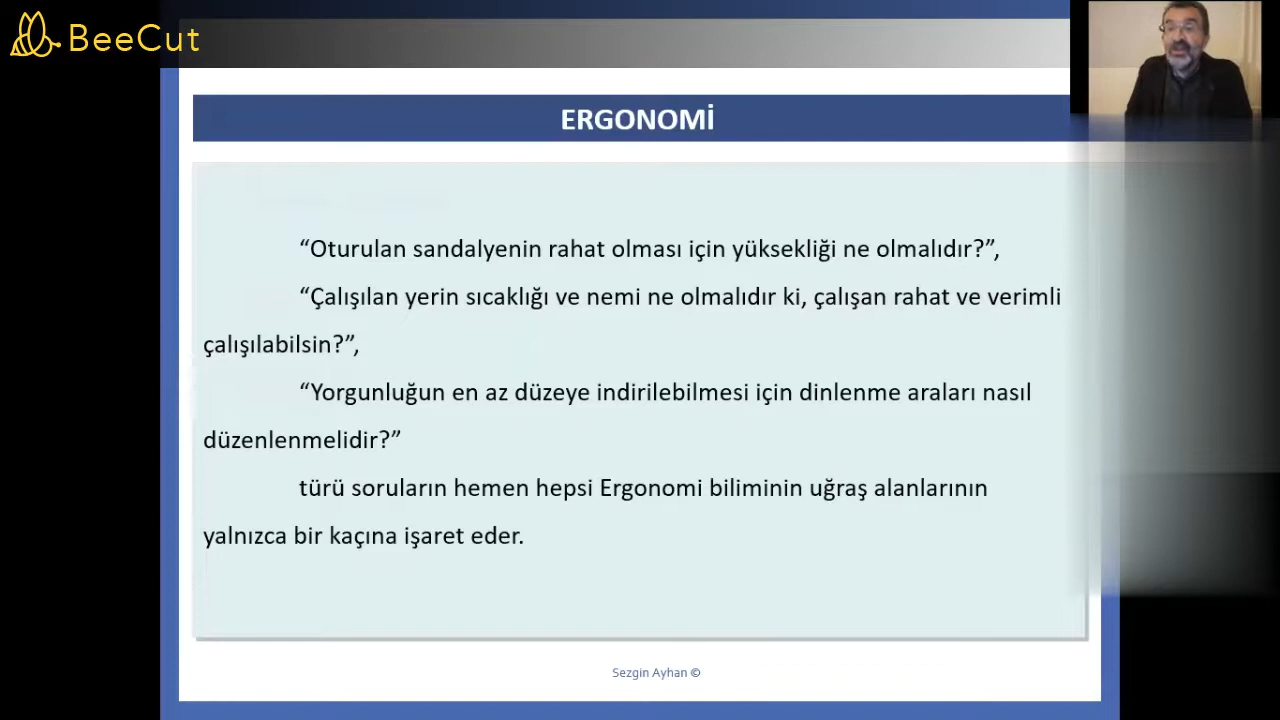 BeeCut
ERGONOMİ
“Oturulan sandalyenin rahat olması için yüksekliği ne olmalıdır?”,
“Çalışılan yerin sıcaklığı ve nemi ne olmalıdır ki, çalışan rahat ve verimli
çalışılabilsin?”,
“Yorgunluğun en az düzeye indirilebilmesi için dinlenme araları nasıl
düzenlenmelidir?”
türü soruların hemen hepsi Ergonomi biliminin uğraş alanlarının
yalnızca bir kaçına işaret eder.
Sezgin Ayhan ©